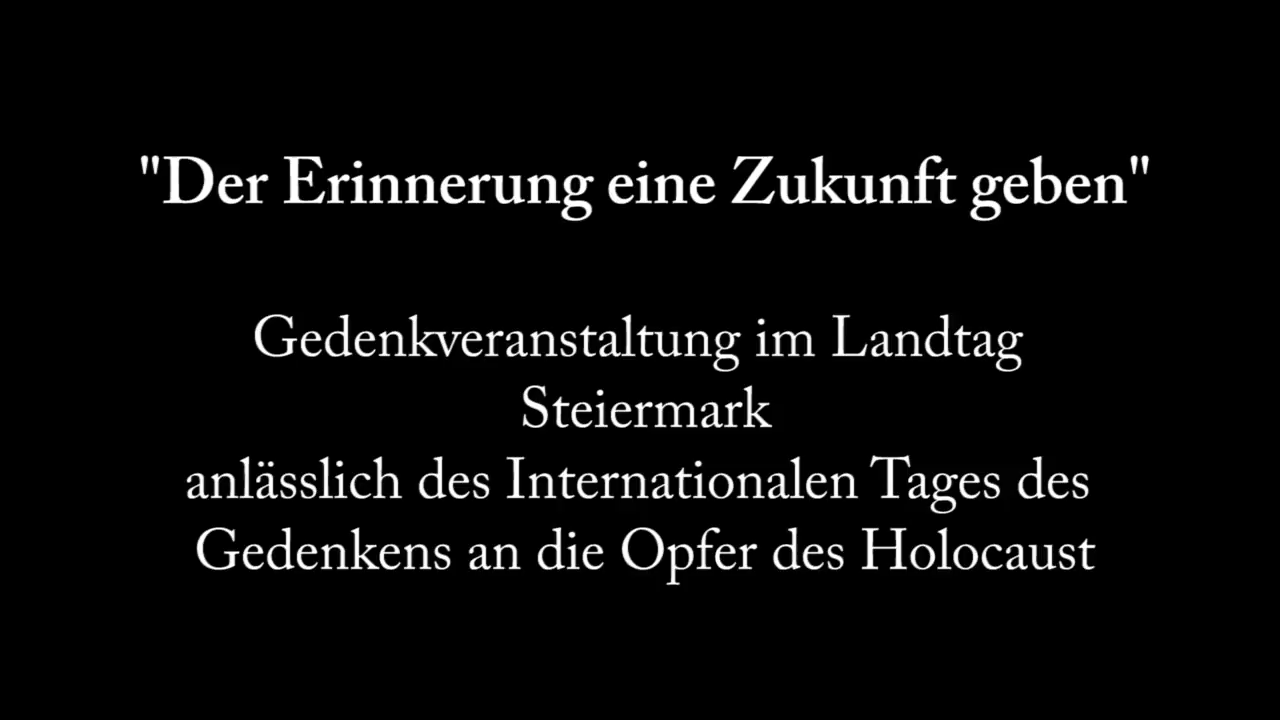 "Der Erinnerung eine Zukunft geben"
Gedenkveranstaltung im Landtag
Steiermark
anlässlich des Internationalen Tages des
Gedenkens an die Opfer des Holocaust